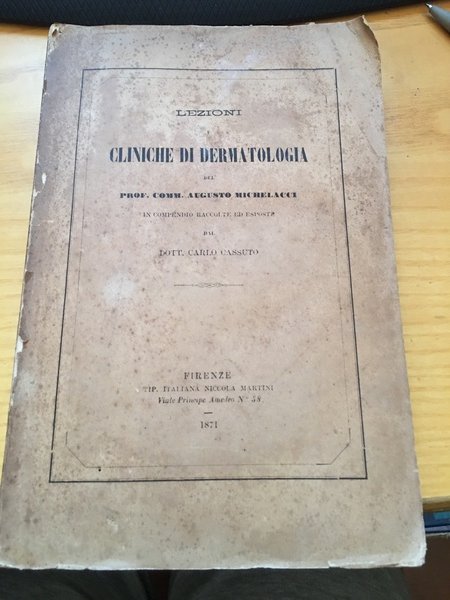 LEZIONI
CLINICHE DI DERMATOLOGIA
DEL
PROF. COMM. AUGUSTO MICHELACCI
IN COMPENDIO RACCOLTE ED ESPOSTE
DAL
DOTT. CARLO CASSUTO
FIRENZE
TIP. ITALIANA NICCOLA MARTINI
Viale Principe Amedeo N.° 58.
1871